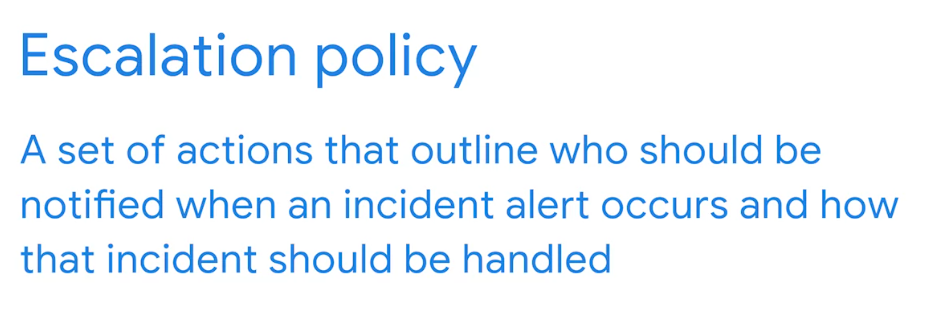 Escalation policy
A set of actions that outline who should be
notified when an incident alert occurs and how
that incident should be handled